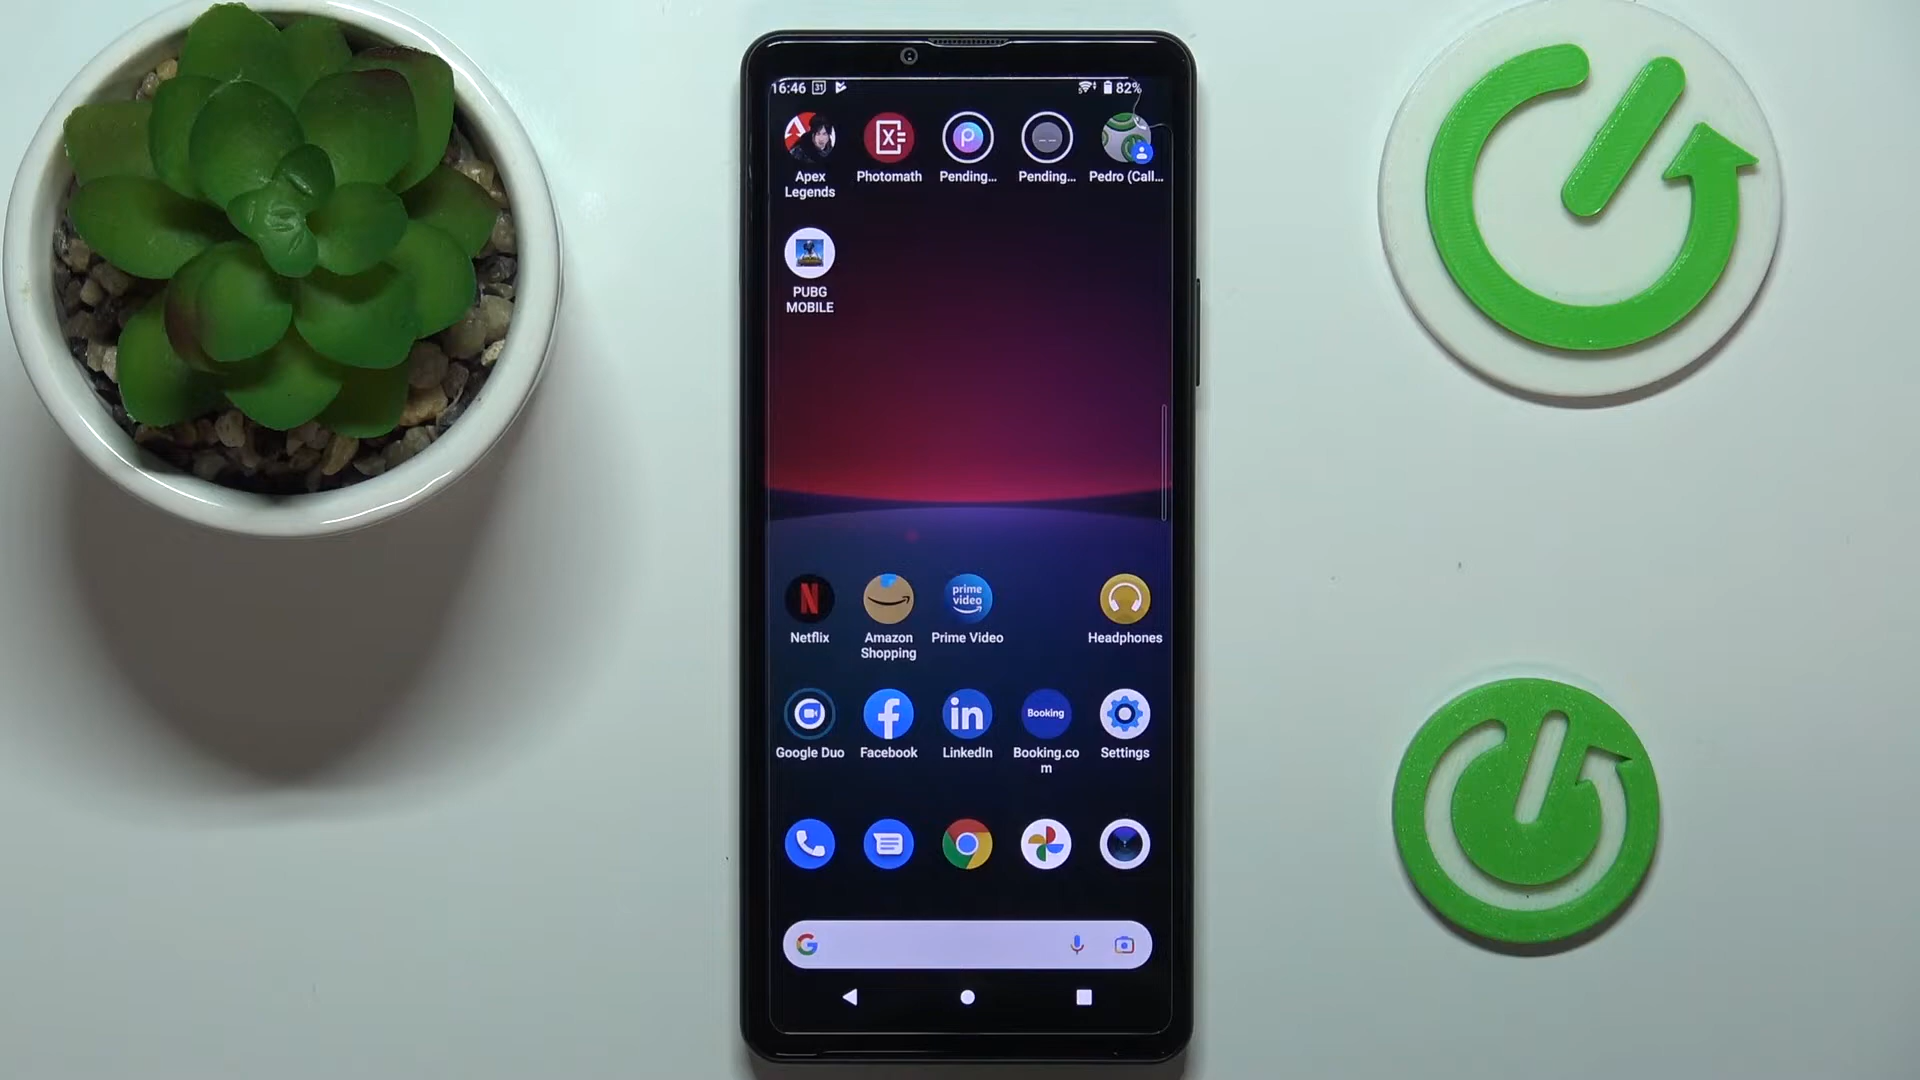 16:46 31 82%
Apex
Legends
Photomath
Pending...
Pending...
Pedro (Call...
PUBG
MOBILE
N
prime
video
Netflix
Amazon
Shopping
Prime Video
Headphones
f
in
Booking
Google Duo
Facebook
LinkedIn
Booking.co
m
Settings
G